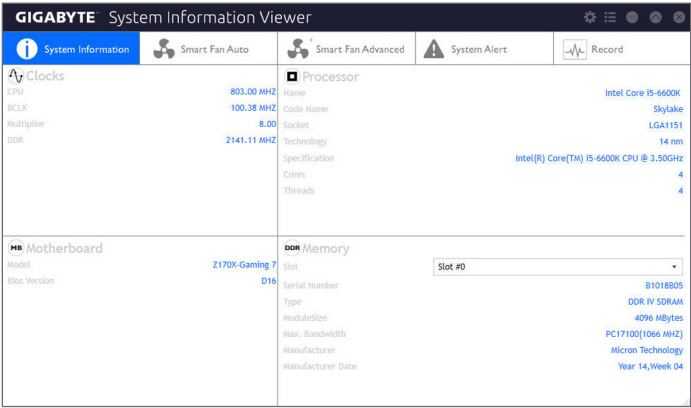 GIGABYTE™ System Information Viewer
System Information
Smart Fan Auto
Smart Fan Advanced
System Alert
Record
Clocks
CPU 803.00 MHZ
BCLK 100.38 MHZ
Multiplier 8.00
DDR 2141.11 MHZ
Processor
Name Intel Core i5-6600K
Code Name Skylake
Socket LGA1151
Technology 14 nm
Specification Intel(R) Core(TM) i5-6600K CPU @ 3.50GHz
Cores 4
Threads 4
MB Motherboard
Model Z170X-Gaming 7
Bios Version D16
DDR Memory
Slot Slot #0
Serial Number B1018B05
Type DDR IV SDRAM
ModuleSize 4096 MBytes
Max. Bandwidth PC17100(1066 MHZ)
Manufacturer Micron Technology
Manufacturer Date Year 14,Week 04